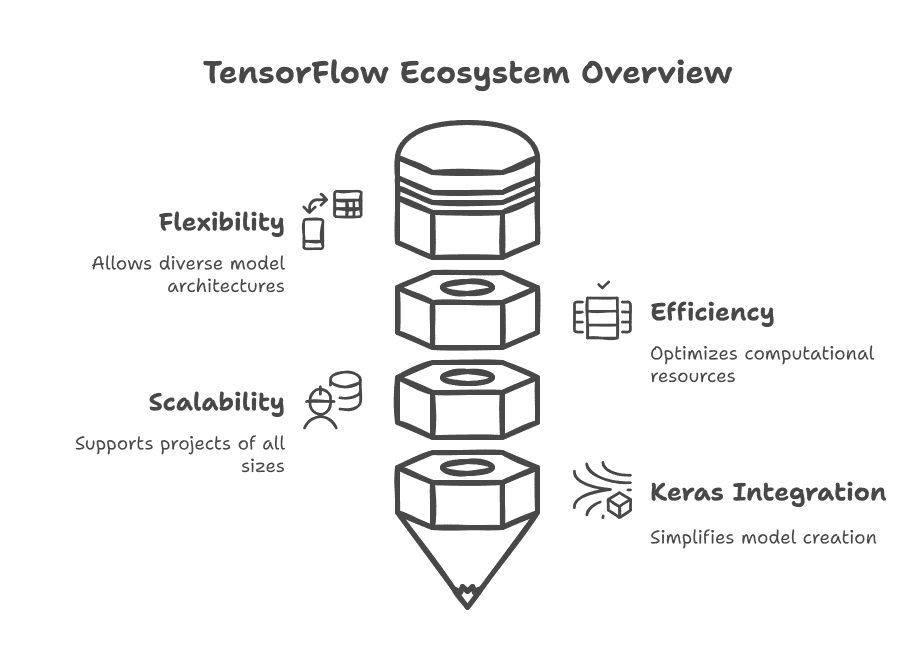 TensorFlow Ecosystem Overview
Flexibility
Allows diverse model
architectures
Efficiency
Optimizes computational
resources
Scalability
Supports projects of all
sizes
Keras Integration
Simplifies model creation